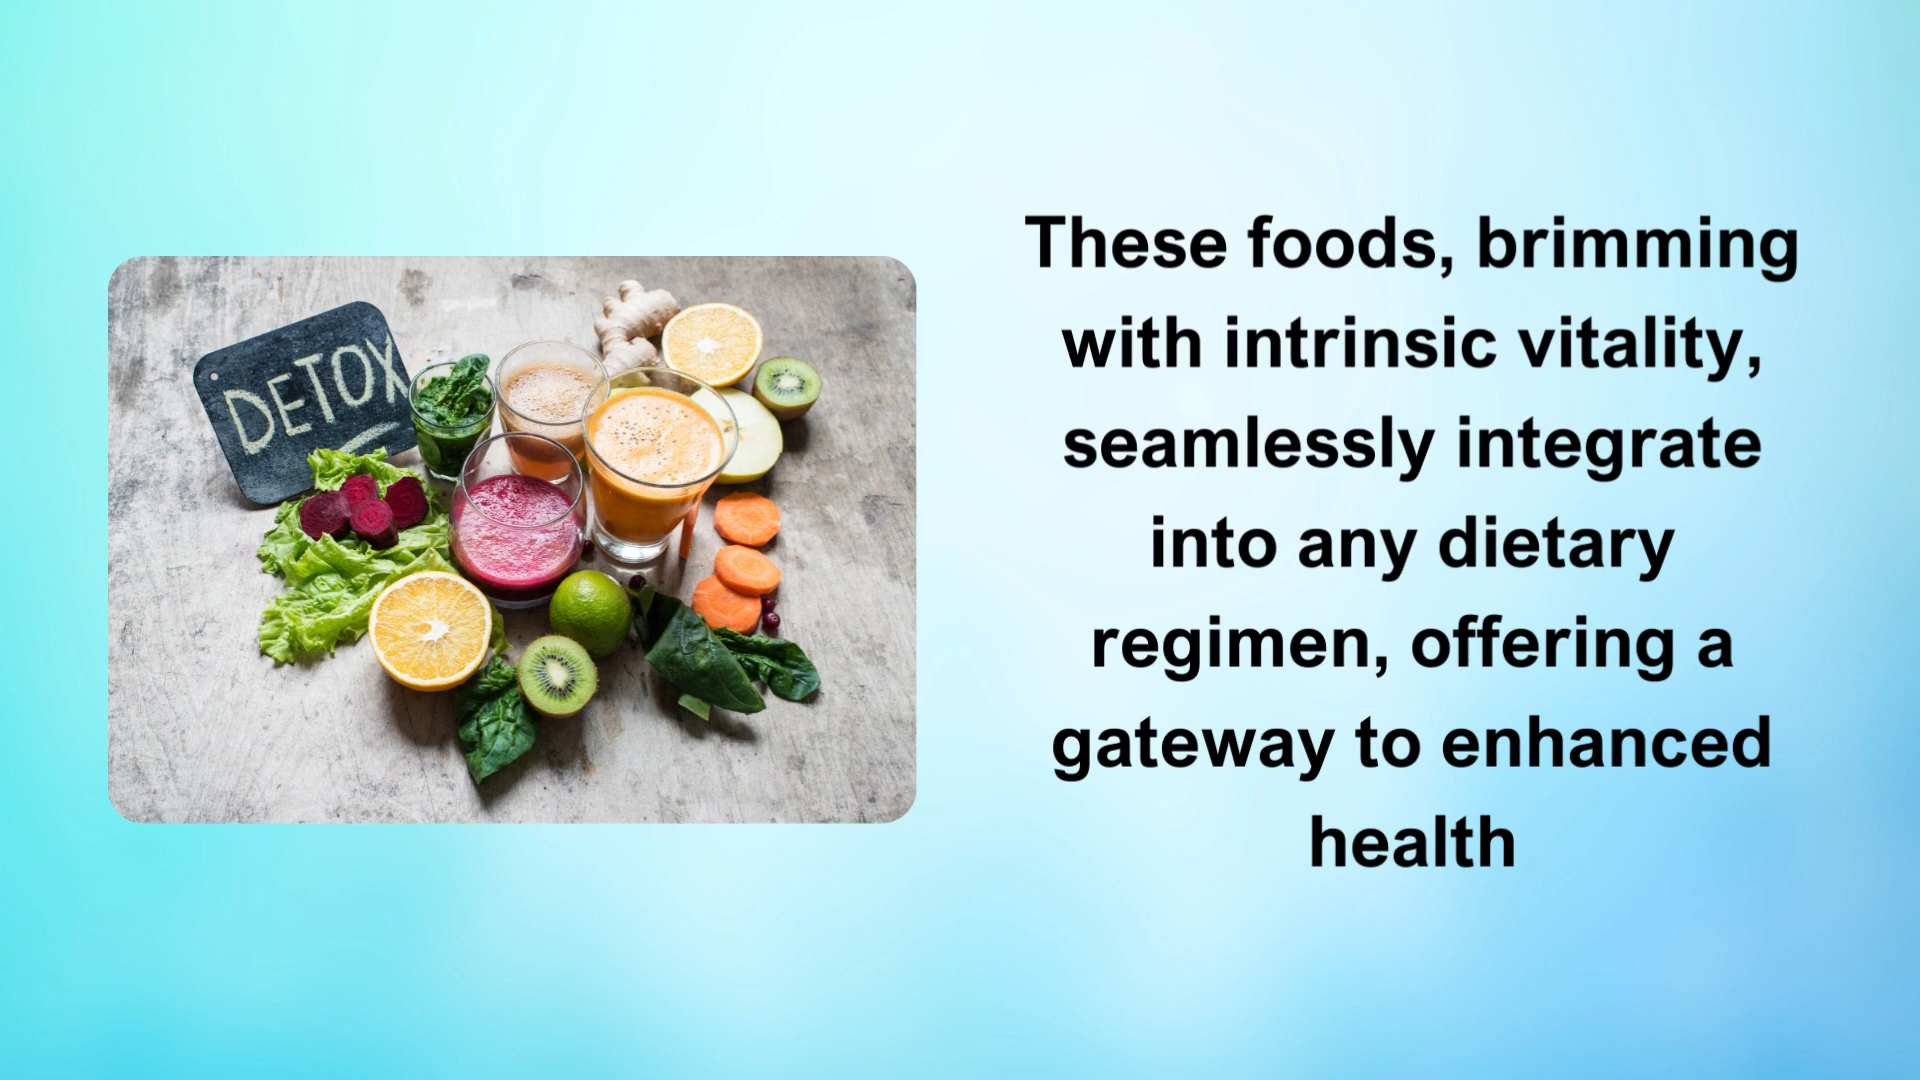 DETOX
These foods, brimming
with intrinsic vitality,
seamlessly integrate
into any dietary
regimen, offering a
gateway to enhanced
health